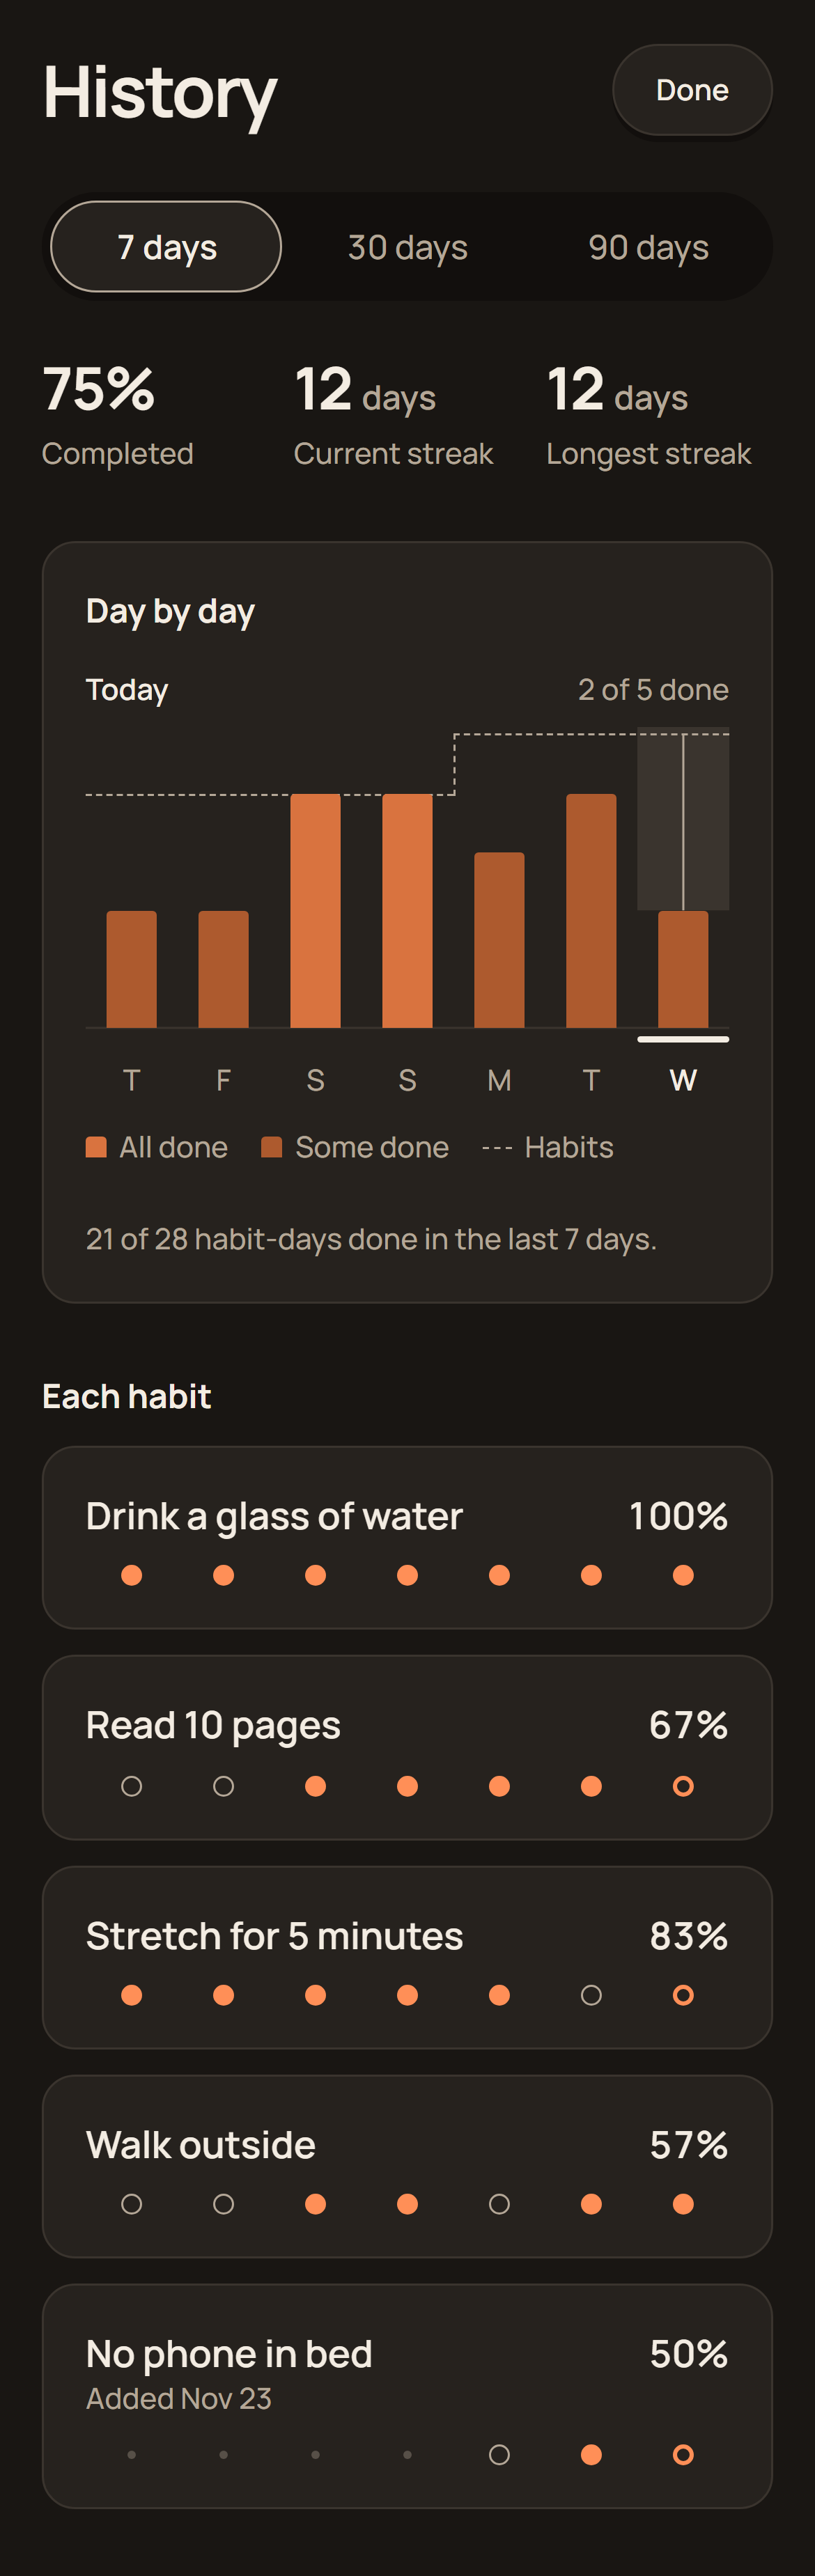 History
Done
7 days
30 days
90 days
75%
12 days
12 days
Completed
Current streak
Longest streak
Day by day
Today
2 of 5 done
T F S S M T W
All done
Some done
Habits
21 of 28 habit-days done in the last 7 days.
Each habit
Drink a glass of water
100%
Read 10 pages
67%
Stretch for 5 minutes
83%
Walk outside
57%
No phone in bed
50%
Added Nov 23